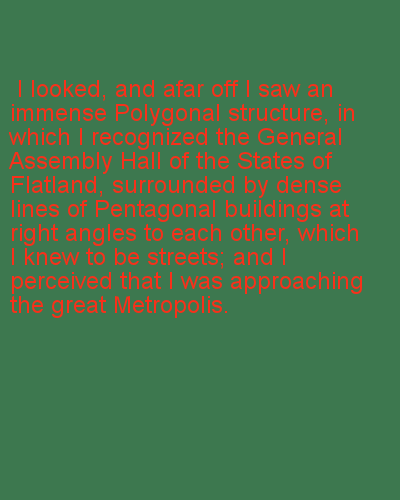 I looked, and afar off I saw an
immense Polygonal structure, in
which I recognized the General
Assembly Hall of the States of
Flatland, surrounded by dense
lines of Pentagonal buildings at
right angles to each other, which
I knew to be streets; and I
perceived that I was approaching
the great Metropolis.